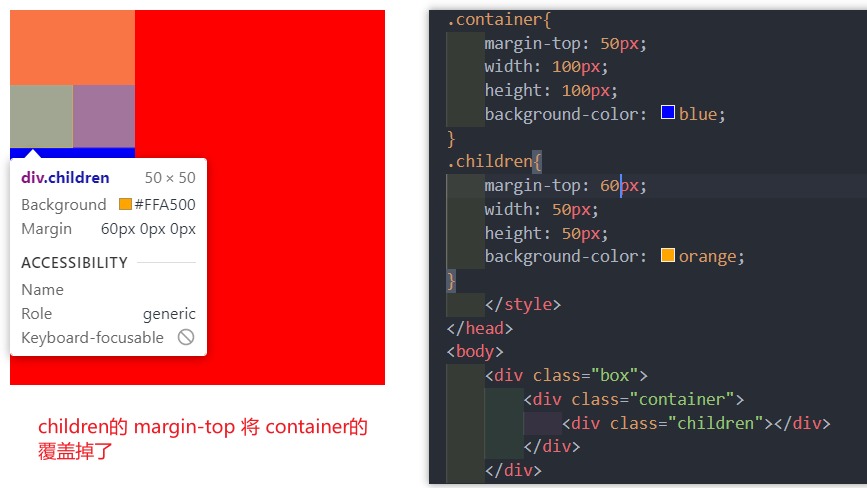 div.children 50 × 50
Background #FFA500
Margin 60px 0px 0px
ACCESSIBILITY
Name
Role generic
Keyboard-focusable
children的 margin-top 将 container的
覆盖掉了
.container{
margin-top: 50px;
width: 100px;
height: 100px;
background-color: blue;
}
.children{
margin-top: 60px;
width: 50px;
height: 50px;
background-color: orange;
}
</style>
</head>
<body>
<div class="box">
<div class="container">
<div class="children"></div>
</div>
</div>